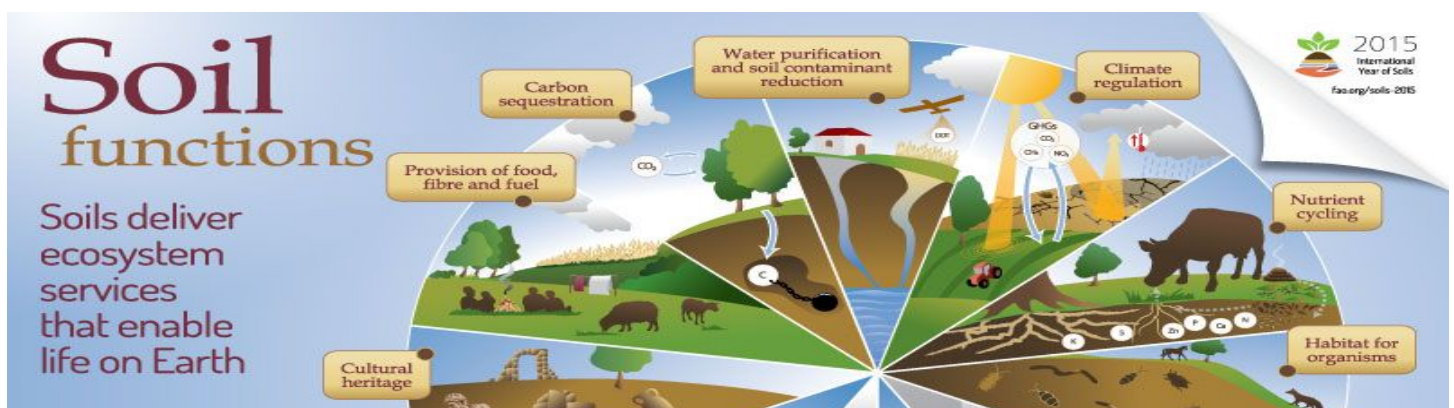 Soil
functions
Soils deliver
ecosystem
services
that enable
life on Earth
Provision of food,
fibre and fuel
Carbon
sequestration
Water purification
and soil contaminant
reduction
Climate
regulation
Nutrient
cycling
Habitat for
organisms
Cultural
heritage
2015
International
Year of Soils
fao.org/soils-2015
CO₂
C
DDT
GHGs
CO₂
CH₄
NO₂
K
S
Zn
P
Ca
N